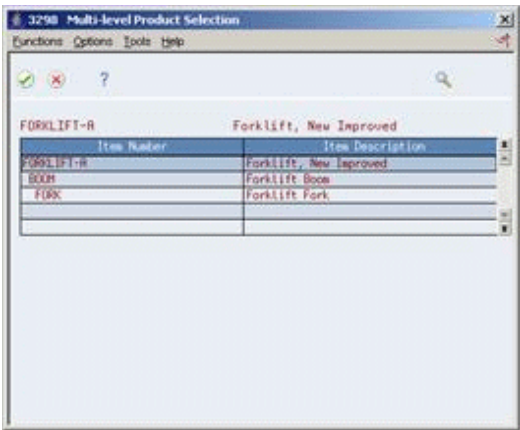 3298 Multi-level Product Selection
Functions Options Tools Help
?
FORKLIFT-A Forklift, New Improved
Item Number Item Description
FORKLIFT-A Forklift, New Improved
BOOM Forklift Boom
FORK Forklift Fork